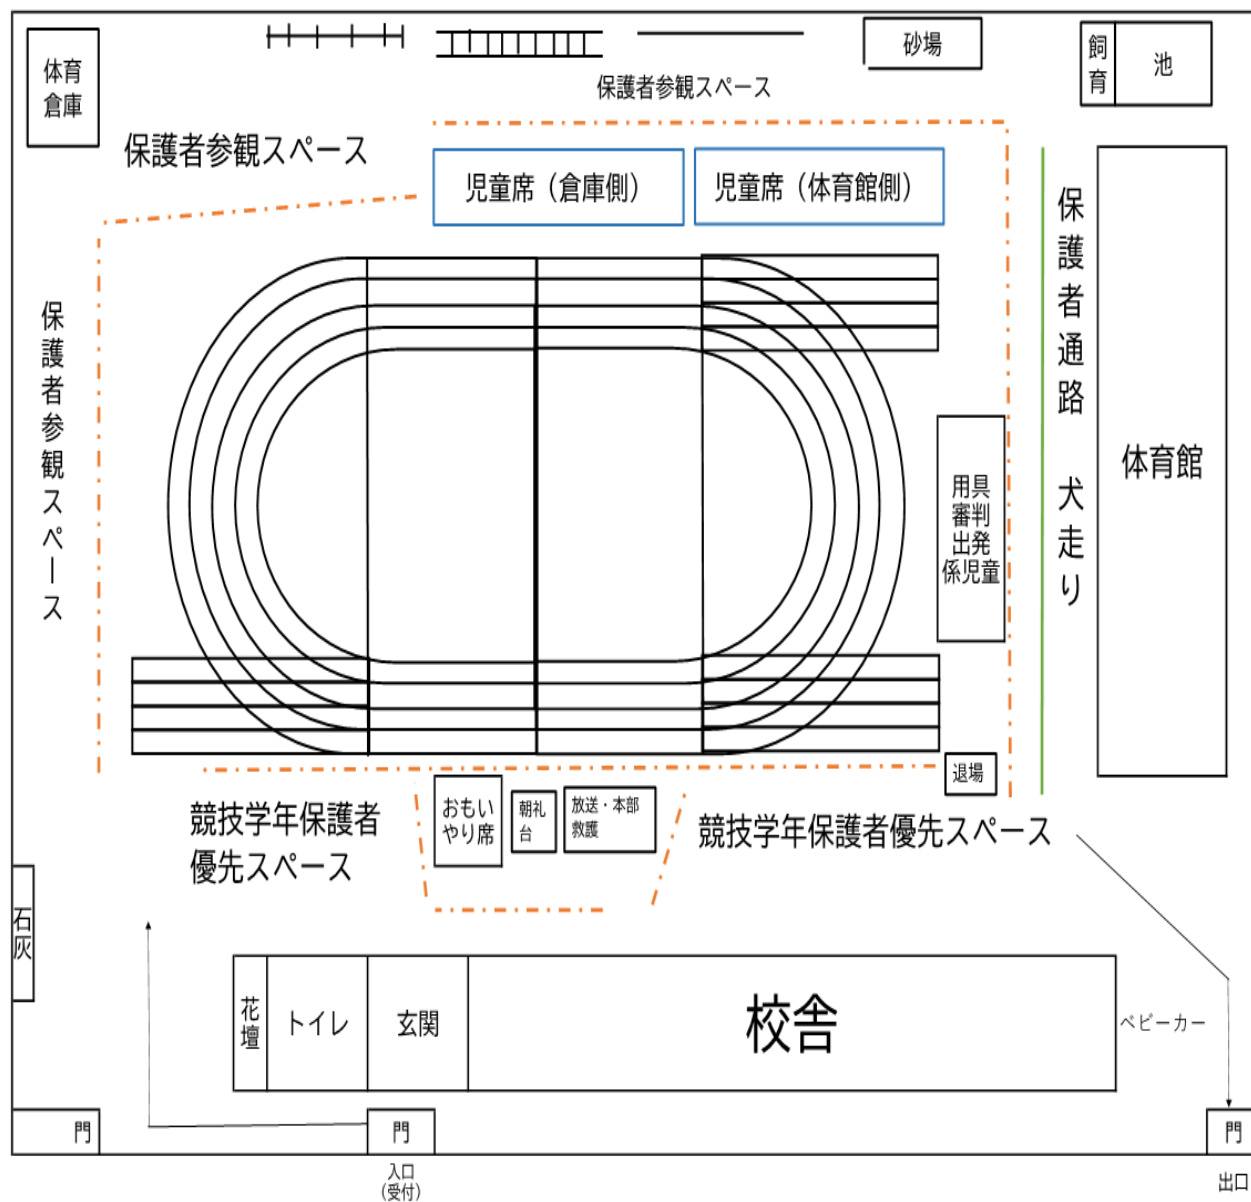 体育
倉庫
砂場
飼育
池
保護者参観スペース
保護者参観スペース
児童席（倉庫側）
児童席（体育館側）
保護者通路　犬走り
保護者参観スペース
体育館
用具
審判
出発
係児童
退場
おもい
やり席
朝礼
台
放送・本部
救護
競技学年保護者
優先スペース
競技学年保護者優先スペース
石灰
花壇
トイレ
玄関
校舎
ベビーカー
門
門
門
入口
（受付）
出口